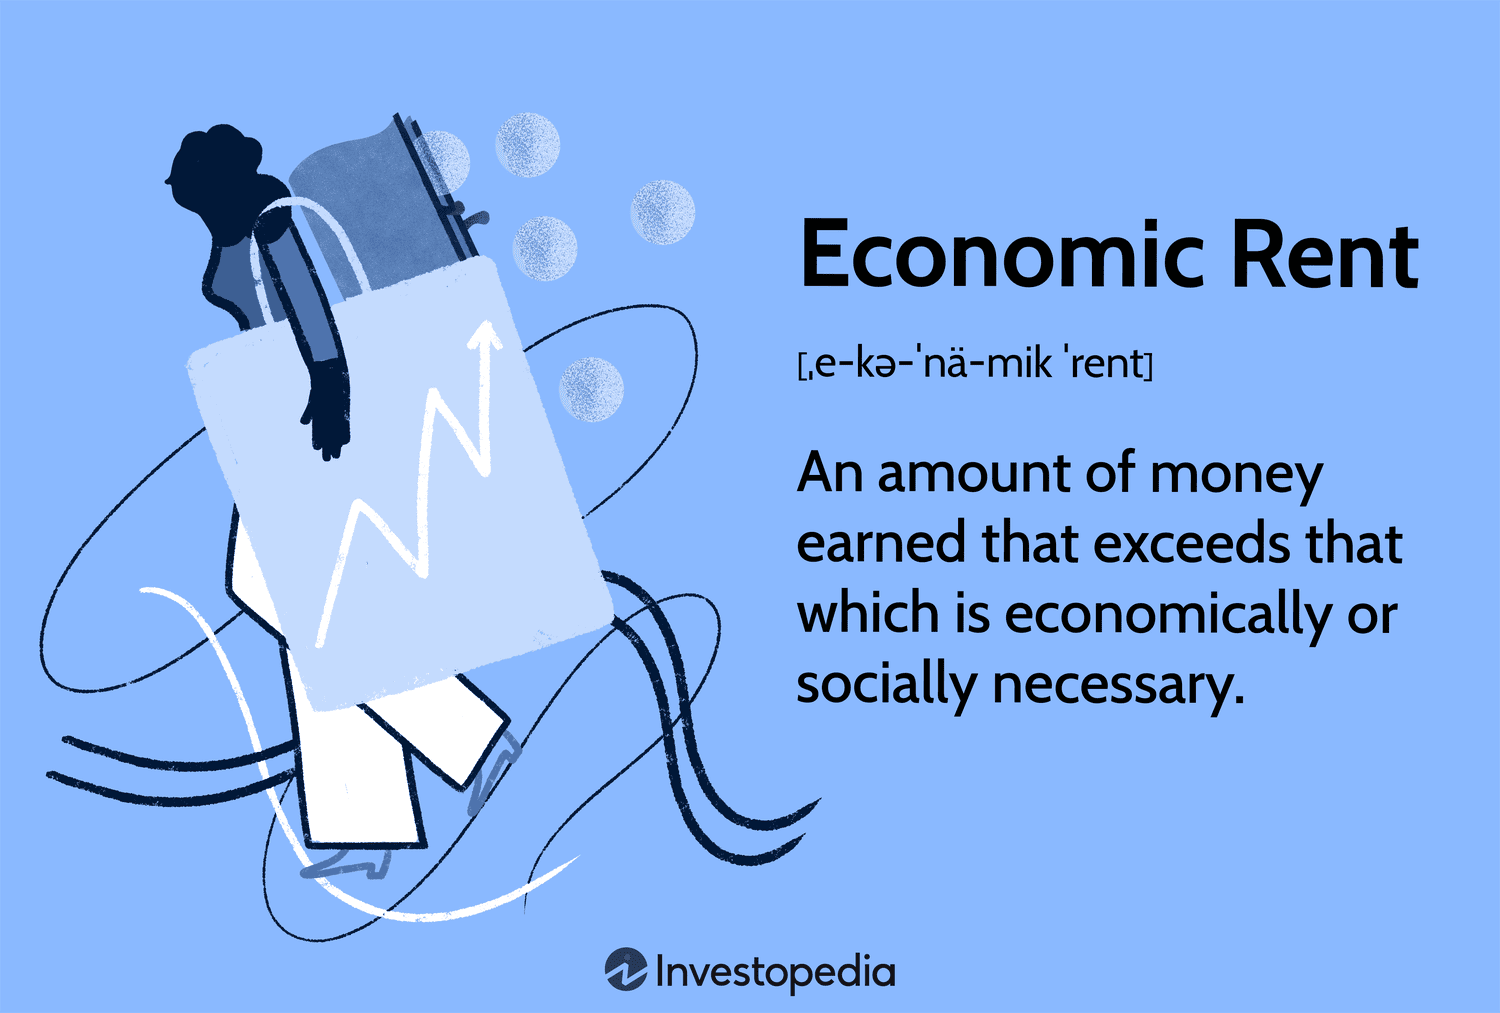 Economic Rent
[ˌe-kə-ˈnä-mik ˈrent]
An amount of money
earned that exceeds that
which is economically or
socially necessary.
Investopedia